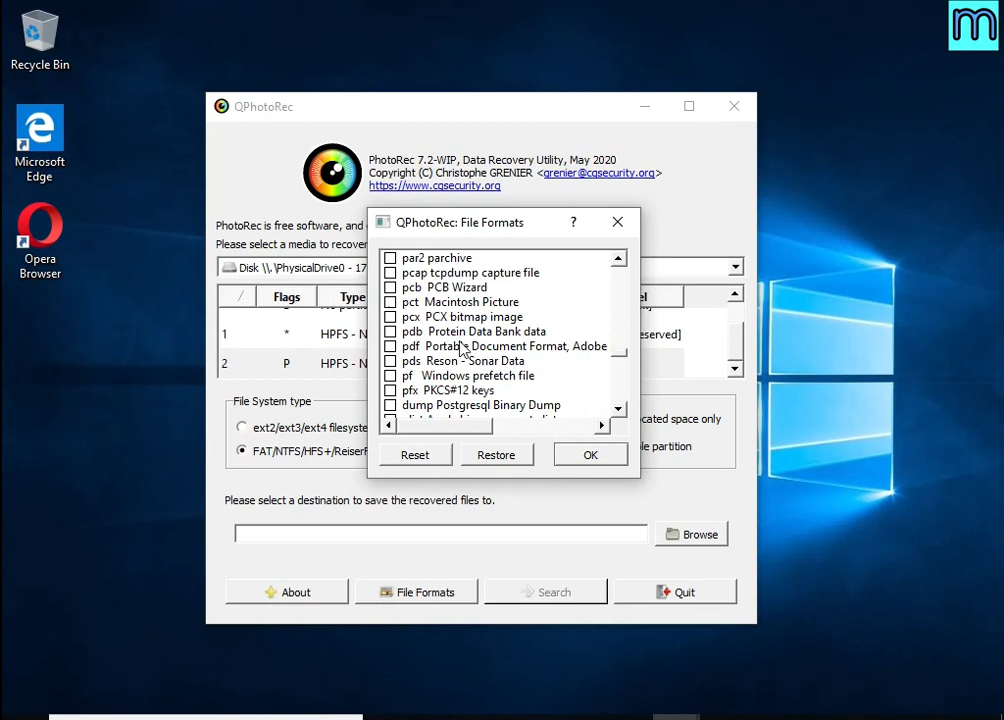 Recycle Bin
Microsoft
Edge
Opera
Browser
m
QPhotoRec
PhotoRec 7.2-WIP, Data Recovery Utility, May 2020
Copyright (C) Christophe GRENIER <grenier@cgsecurity.org>
https://www.cgsecurity.org
PhotoRec is free software, and
Please select a media to recover
Disk \\.\PhysicalDrive0 - 17
Flags Type
1 * HPFS - N
served]
2 P HPFS - N
File System type
ext2/ext3/ext4 filesyste
FAT/NTFS/HFS+/ReiserF
ocated space only
le partition
QPhotoRec: File Formats
?
par2 parchive
pcap tcpdump capture file
pcb PCB Wizard
pct Macintosh Picture
pcx PCX bitmap image
pdb Protein Data Bank data
pdf Portable Document Format, Adobe
pds Reson - Sonar Data
pf Windows prefetch file
pfx PKCS#12 keys
dump Postgresql Binary Dump
Reset Restore OK
Please select a destination to save the recovered files to.
Browse
About File Formats Search Quit